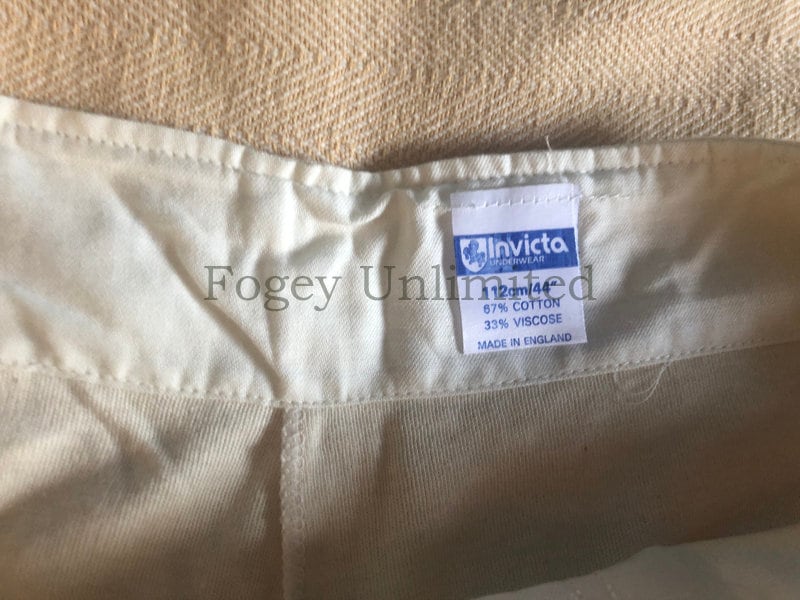 Invicta
UNDERWEAR
Fogey Unlimited
112cm/44"
67% COTTON
33% VISCOSE
MADE IN ENGLAND